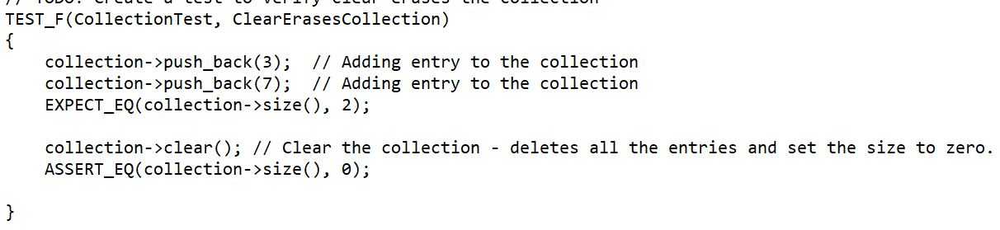 // TODO: Create a test to verify clear erases the collection
TEST_F(CollectionTest, ClearErasesCollection)
{
    collection->push_back(3);  // Adding entry to the collection
    collection->push_back(7);  // Adding entry to the collection
    EXPECT_EQ(collection->size(), 2);

    collection->clear(); // Clear the collection - deletes all the entries and set the size to zero.
    ASSERT_EQ(collection->size(), 0);

}